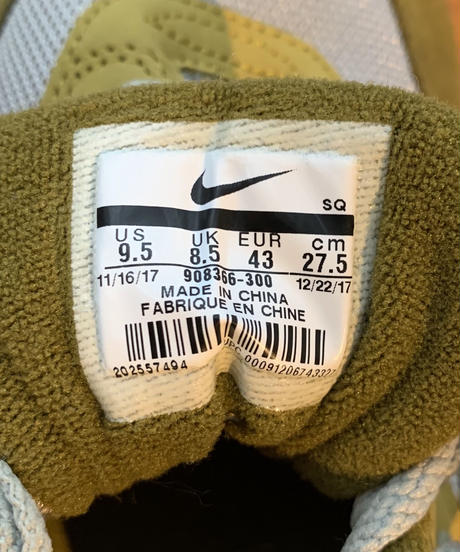 SQ
US UK EUR cm
9.5 8.5 43 27.5
11/16/17 908366-300 12/22/17
MADE IN CHINA
FABRIQUE EN CHINE
202557494